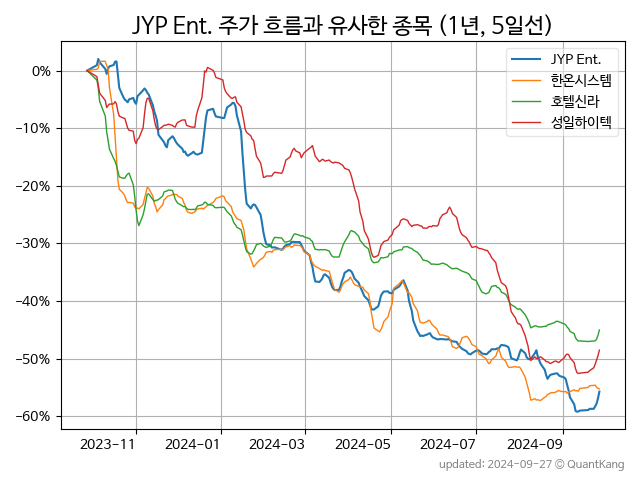 JYP Ent. 주가 흐름과 유사한 종목 (1년, 5일선)
JYP Ent.
한온시스템
호텔신라
성일하이텍
0%
−10%
−20%
−30%
−40%
−50%
−60%
2023-11
2024-01
2024-03
2024-05
2024-07
2024-09
updated: 2024-09-27 © QuantKang